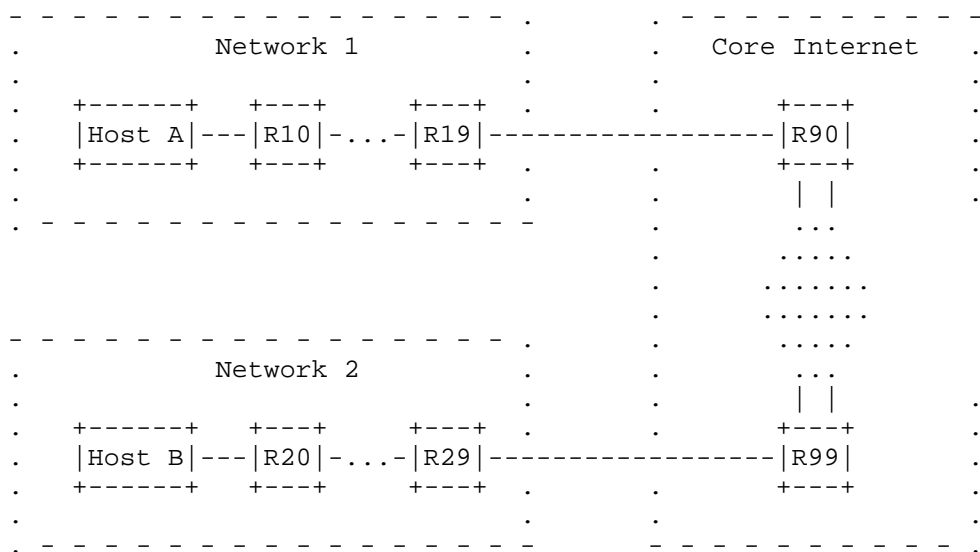 Network 1 Core Internet
|Host A|---|R10|-...-|R19|------------------|R90|
Network 2
|Host B|---|R20|-...-|R29|------------------|R99|